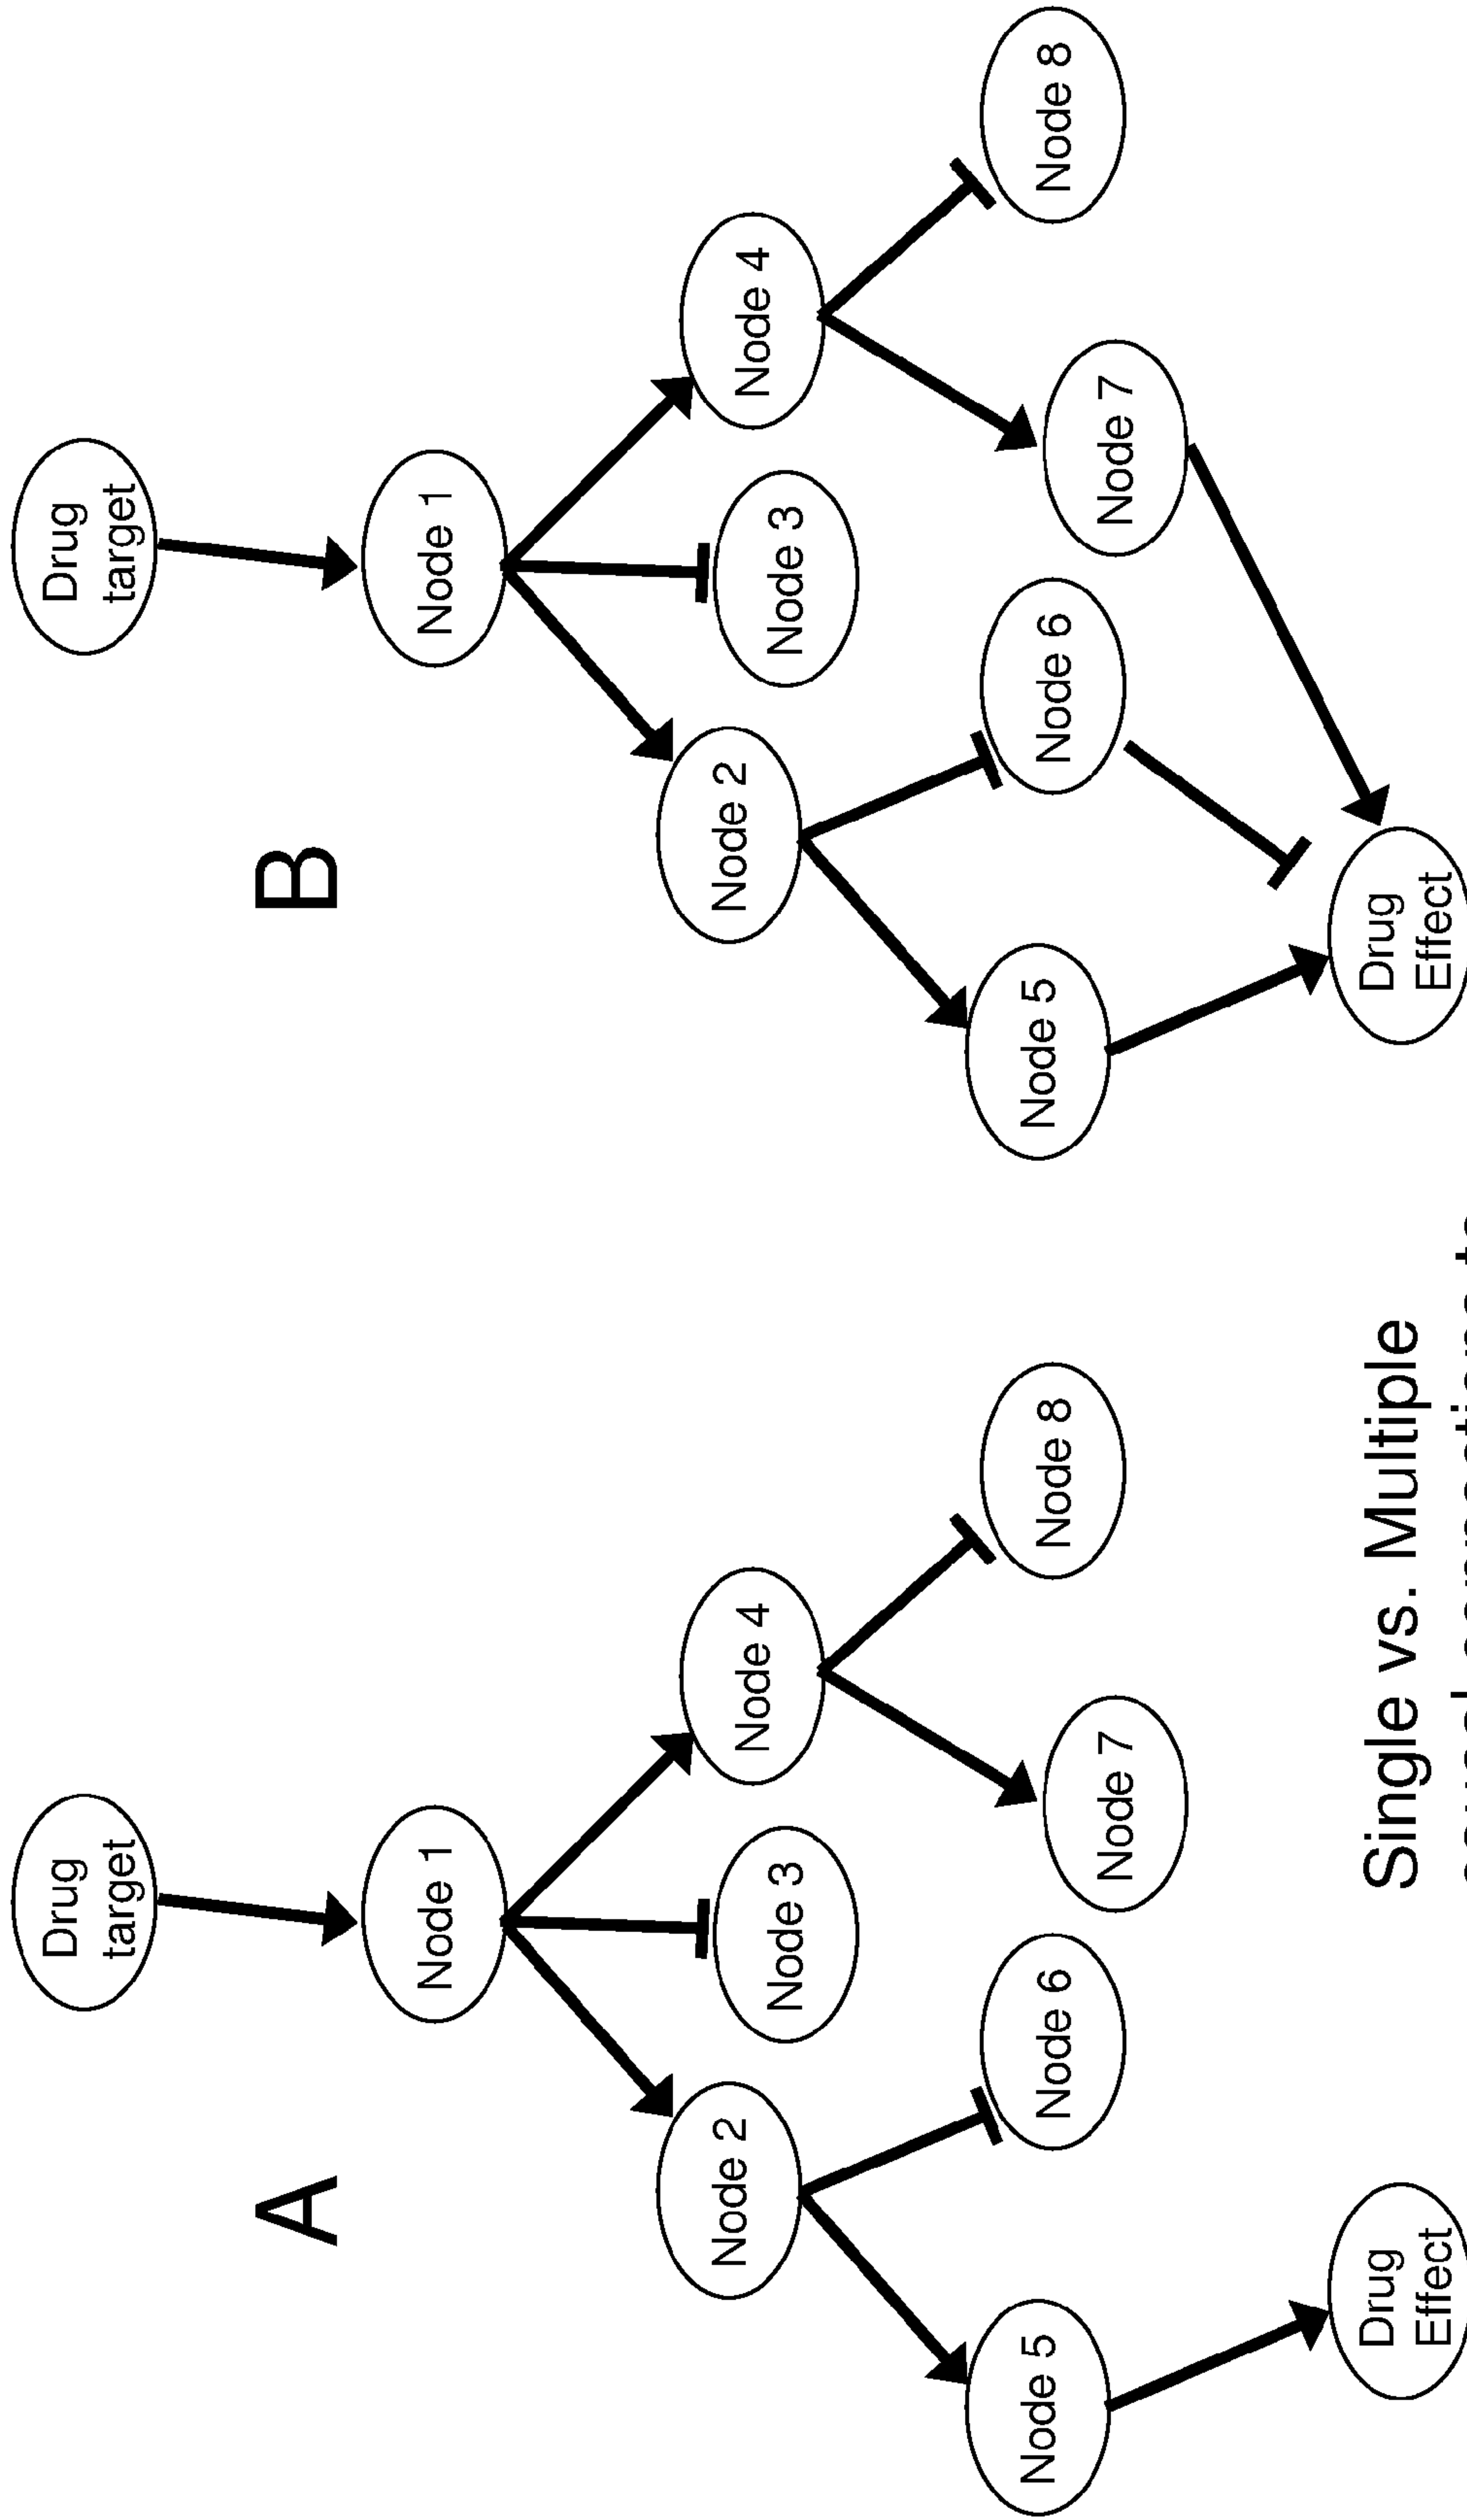 A
Drug
target
Node 1
Node 2
Node 3
Node 4
Node 5
Node 6
Node 7
Node 8
Drug
Effect
B
Drug
target
Node 1
Node 2
Node 3
Node 4
Node 5
Node 6
Node 7
Node 8
Drug
Effect
Single vs. Multiple